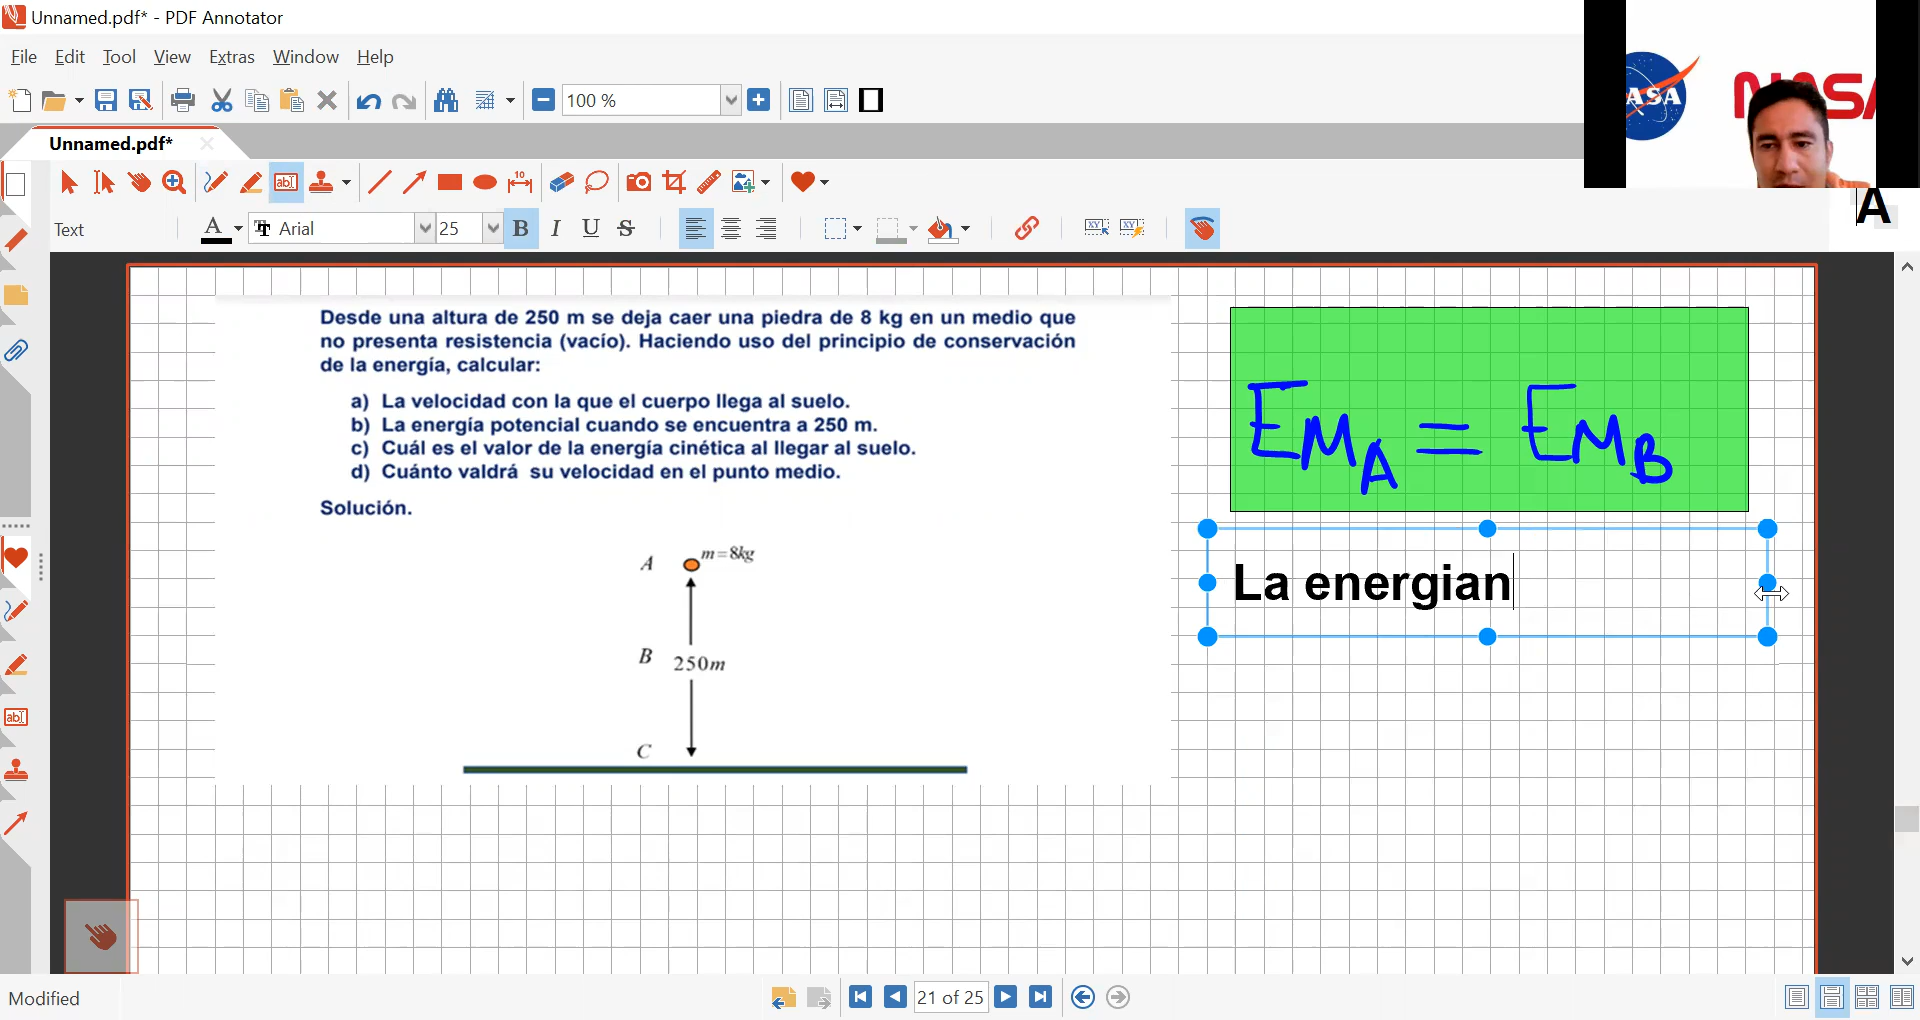 Unnamed.pdf* - PDF Annotator
File Edit Tool View Extras Window Help
100 %
Unnamed.pdf*
NASA
ab
10
Text
A
Arial
25
B I U S
XY XY
A
Desde una altura de 250 m se deja caer una piedra de 8 kg en un medio que
no presenta resistencia (vacío). Haciendo uso del principio de conservación
de la energía, calcular:
a) La velocidad con la que el cuerpo llega al suelo.
b) La energía potencial cuando se encuentra a 250 m.
c) Cuál es el valor de la energía cinética al llegar al suelo.
d) Cuánto valdrá su velocidad en el punto medio.
Solución.
A m=8kg
B 250m
C
EMA = EMB
La energian
Modified
21 of 25